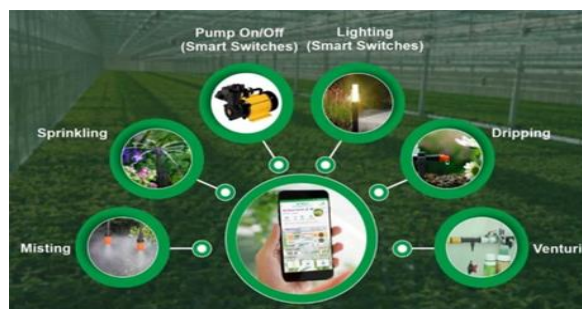 Pump On/Off
(Smart Switches)
Lighting
(Smart Switches)
Sprinkling
Dripping
Misting
Venturi